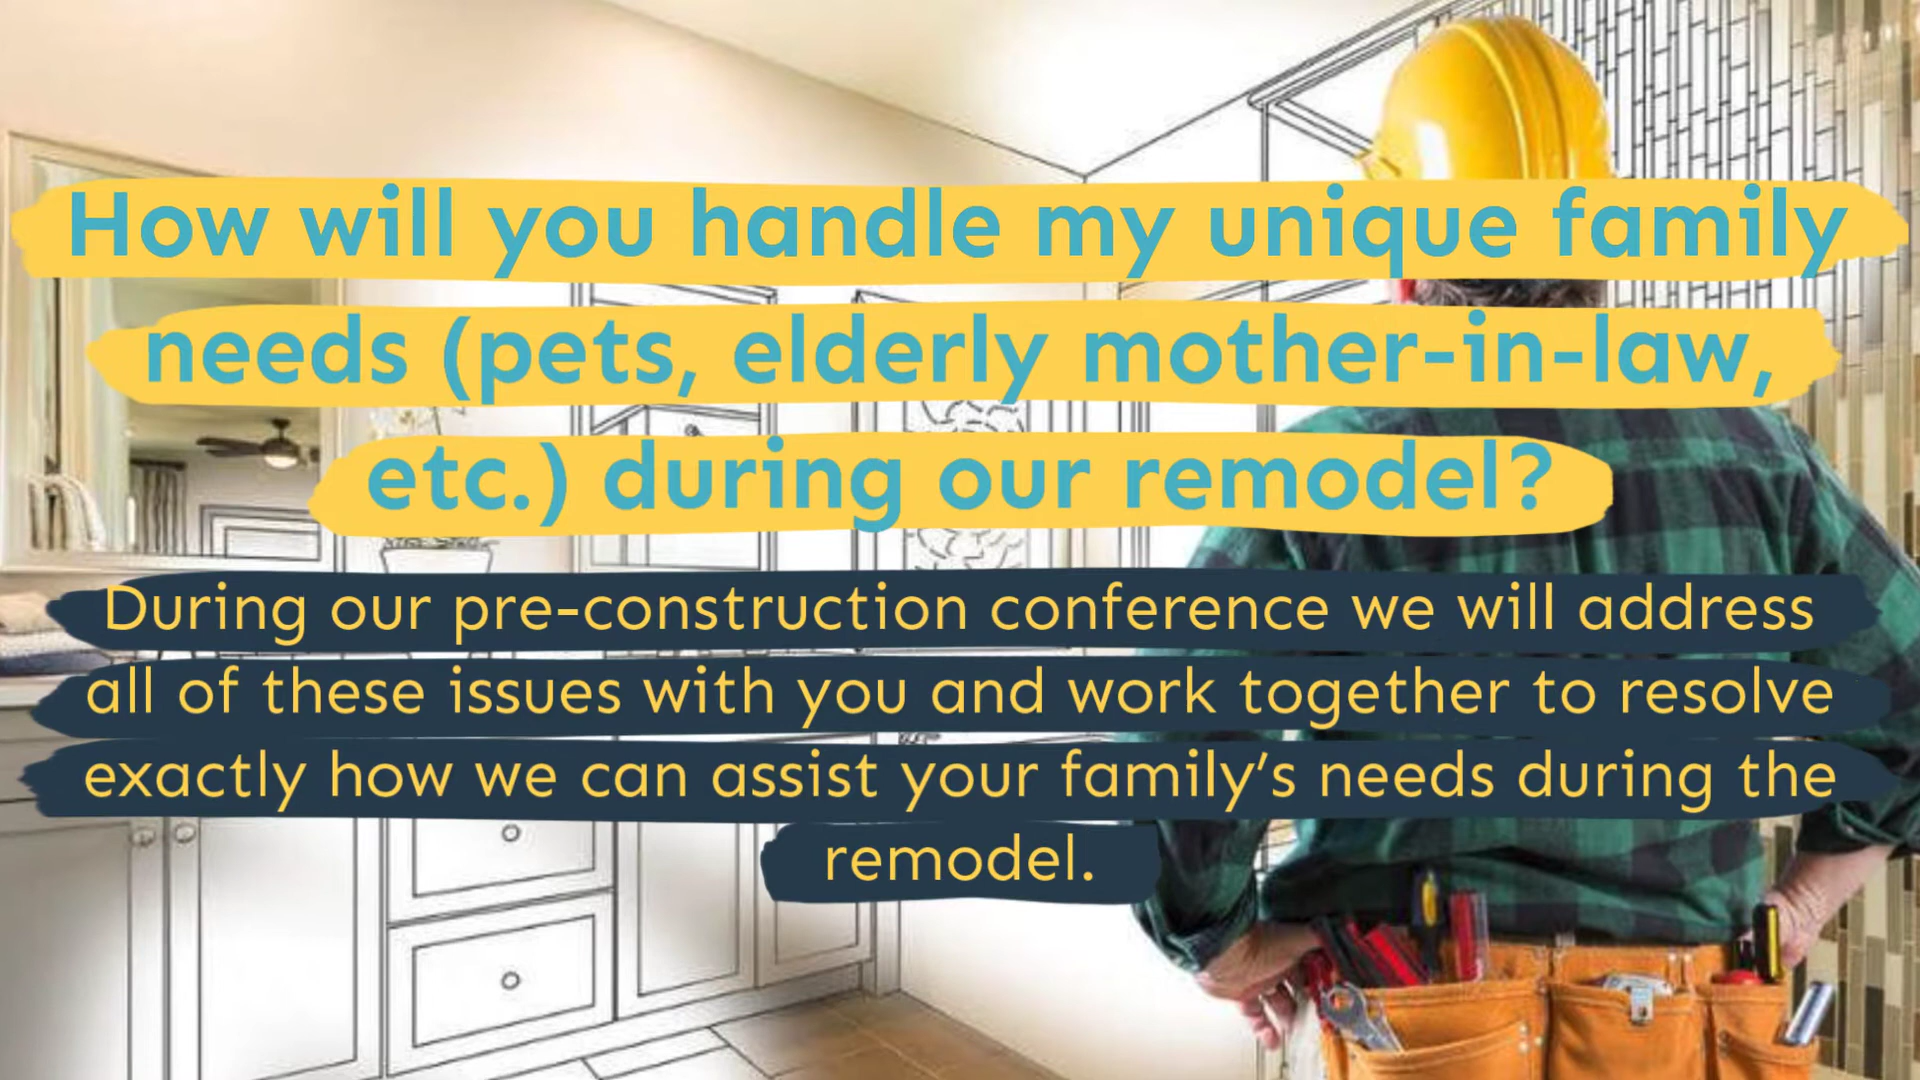 How will you handle my unique family
needs (pets, elderly mother-in-law,
etc.) during our remodel?
During our pre-construction conference we will address
all of these issues with you and work together to resolve
exactly how we can assist your family’s needs during the
remodel.